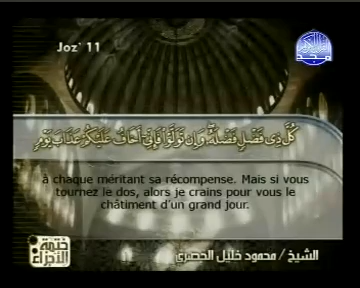 Joz' 11
كُلَّ ذِي فَضْلٍ فَضْلَهُۥ ۖ وَإِن تَوَلَّوْا۟ فَإِنِّىٓ أَخَافُ عَلَيْكُمْ عَذَابَ يَوْمٍ
à chaque méritant sa récompense. Mais si vous
tournez le dos, alors je crains pour vous le
châtiment d'un grand jour.
ختمة
الأجزاء
الشيخ / محمود خليل الحصري